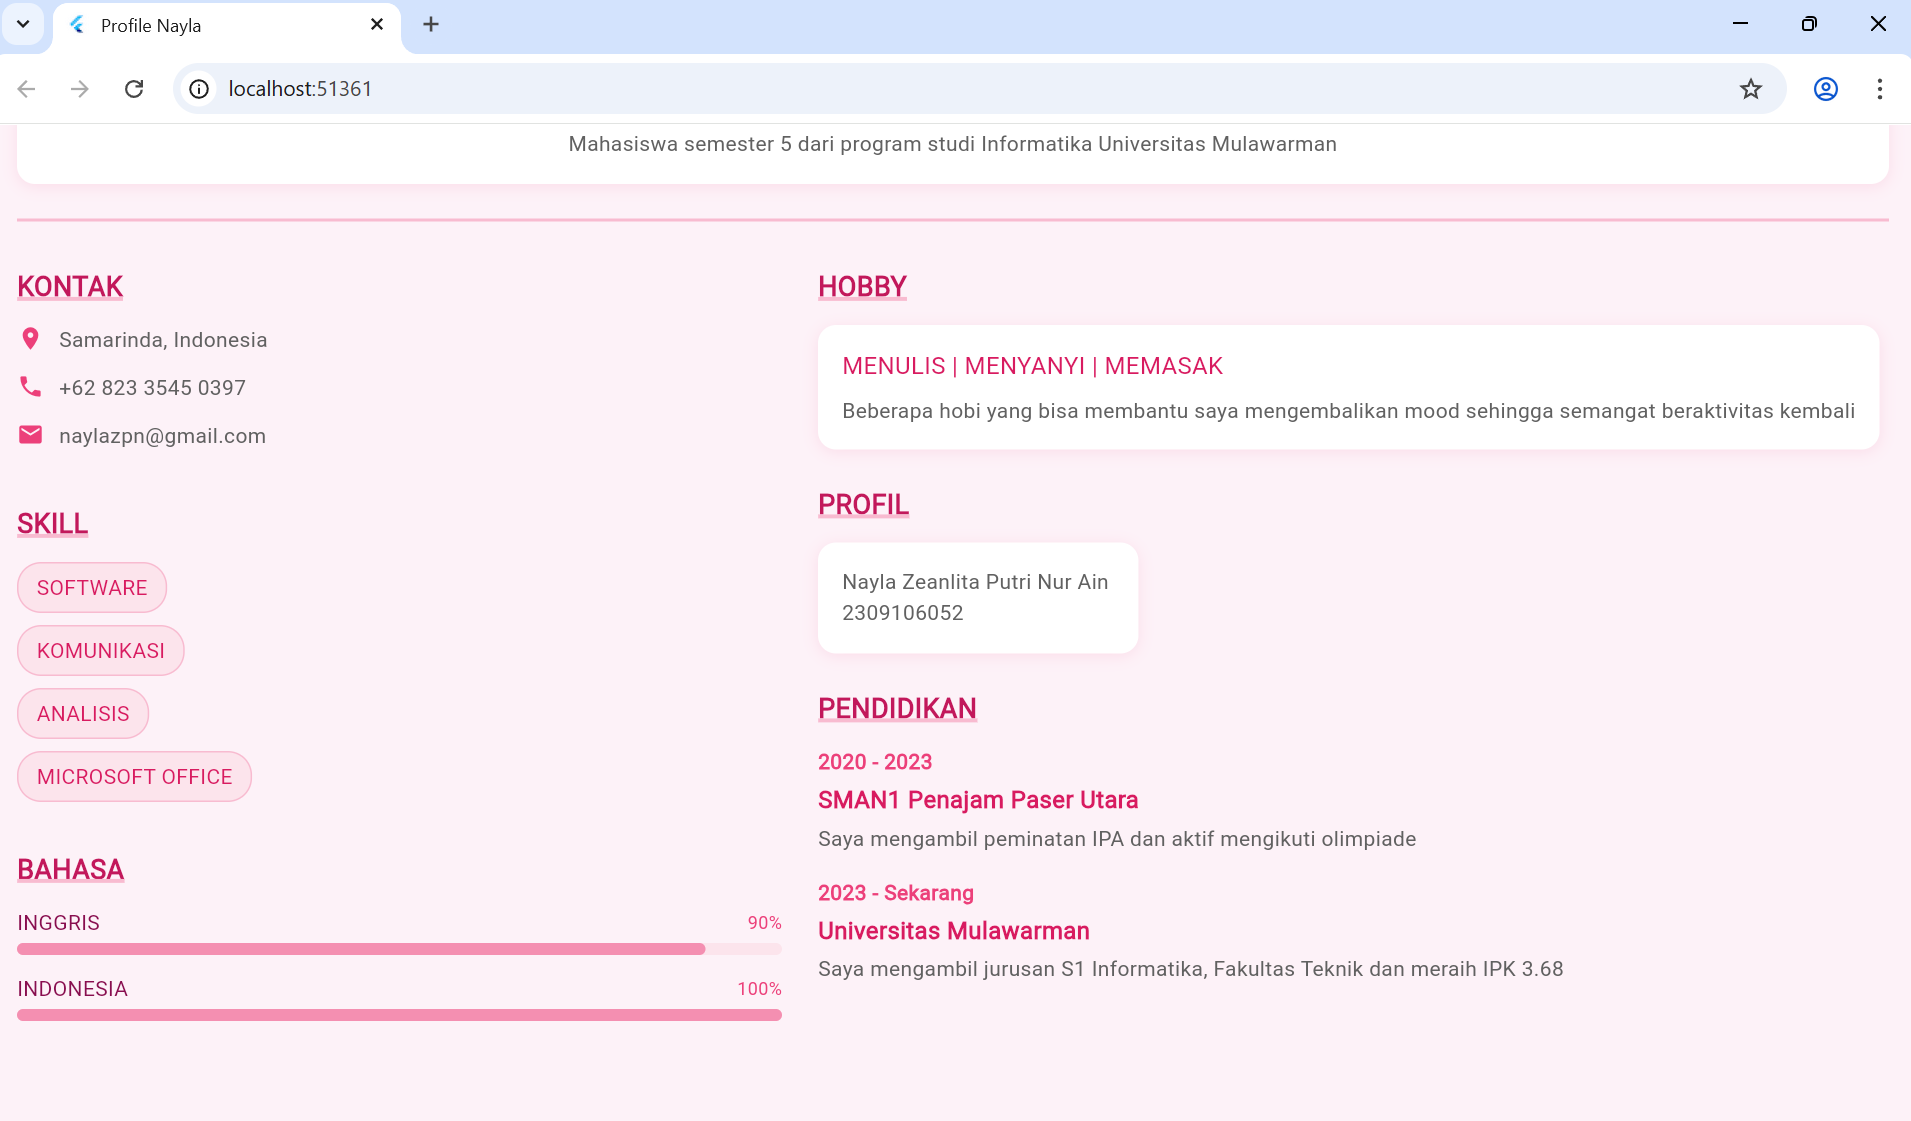 Profile Nayla
localhost:51361
Mahasiswa semester 5 dari program studi Informatika Universitas Mulawarman
KONTAK
Samarinda, Indonesia
+62 823 3545 0397
naylazpn@gmail.com
SKILL
SOFTWARE
KOMUNIKASI
ANALISIS
MICROSOFT OFFICE
BAHASA
INGGRIS 90%
INDONESIA 100%
HOBBY
MENULIS | MENYANYI | MEMASAK
Beberapa hobi yang bisa membantu saya mengembalikan mood sehingga semangat beraktivitas kembali
PROFIL
Nayla Zeanlita Putri Nur Ain
2309106052
PENDIDIKAN
2020 - 2023
SMAN1 Penajam Paser Utara
Saya mengambil peminatan IPA dan aktif mengikuti olimpiade
2023 - Sekarang
Universitas Mulawarman
Saya mengambil jurusan S1 Informatika, Fakultas Teknik dan meraih IPK 3.68